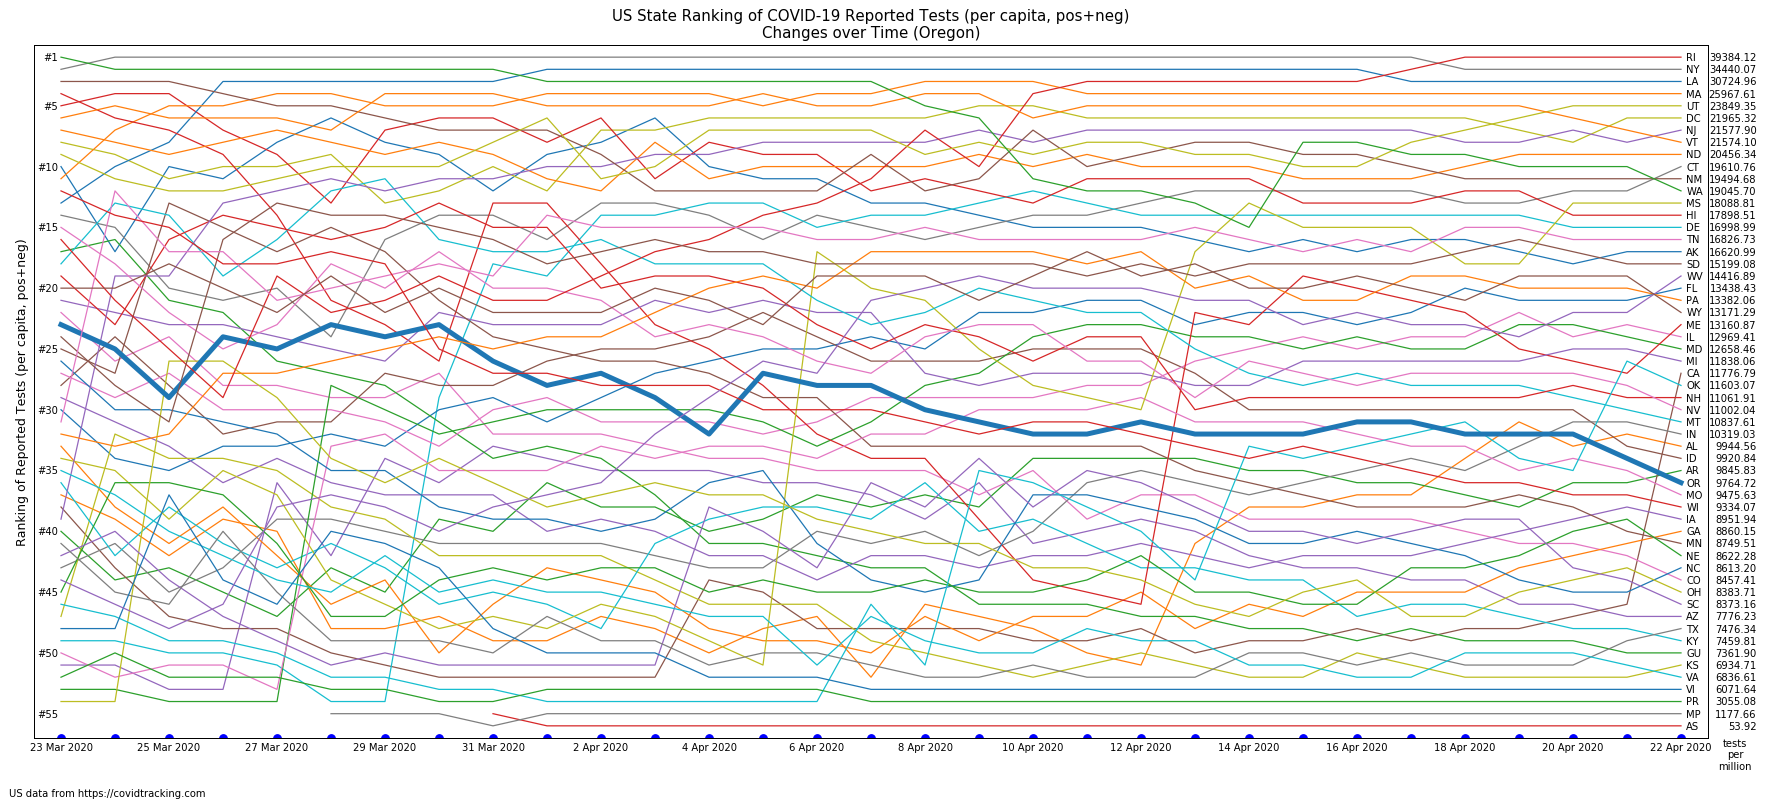 US State Ranking of COVID-19 Reported Tests (per capita, pos+neg)
Changes over Time (Oregon)
Ranking of Reported Tests (per capita, pos+neg)
#1
#5
#10
#15
#20
#25
#30
#35
#40
#45
#50
#55
RI 39384.12
NY 34440.07
LA 30724.96
MA 25967.61
UT 23849.35
DC 21965.32
NJ 21577.90
VT 21574.10
ND 20456.34
CT 19610.76
NM 19494.68
WA 19045.70
MS 18088.81
HI 17898.51
DE 16998.99
TN 16826.73
AK 16620.99
SD 15199.08
WV 14416.89
FL 13438.43
PA 13382.06
WY 13171.29
ME 13160.87
IL 12969.41
MD 12658.46
MI 11838.06
CA 11776.79
OK 11603.07
NH 11061.91
NV 11002.04
MT 10837.61
IN 10319.03
AL 9944.56
ID 9920.84
AR 9845.83
OR 9764.72
MO 9475.63
WI 9334.07
IA 8951.94
GA 8860.15
MN 8749.51
NE 8622.28
NC 8613.20
CO 8457.41
OH 8383.71
SC 8373.16
AZ 7776.23
TX 7476.34
KY 7459.81
GU 7361.90
KS 6934.71
VA 6836.61
VI 6071.64
PR 3055.08
MP 1177.66
AS 53.92
23 Mar 2020
25 Mar 2020
27 Mar 2020
29 Mar 2020
31 Mar 2020
2 Apr 2020
4 Apr 2020
6 Apr 2020
8 Apr 2020
10 Apr 2020
12 Apr 2020
14 Apr 2020
16 Apr 2020
18 Apr 2020
20 Apr 2020
22 Apr 2020
tests
per
million
US data from https://covidtracking.com